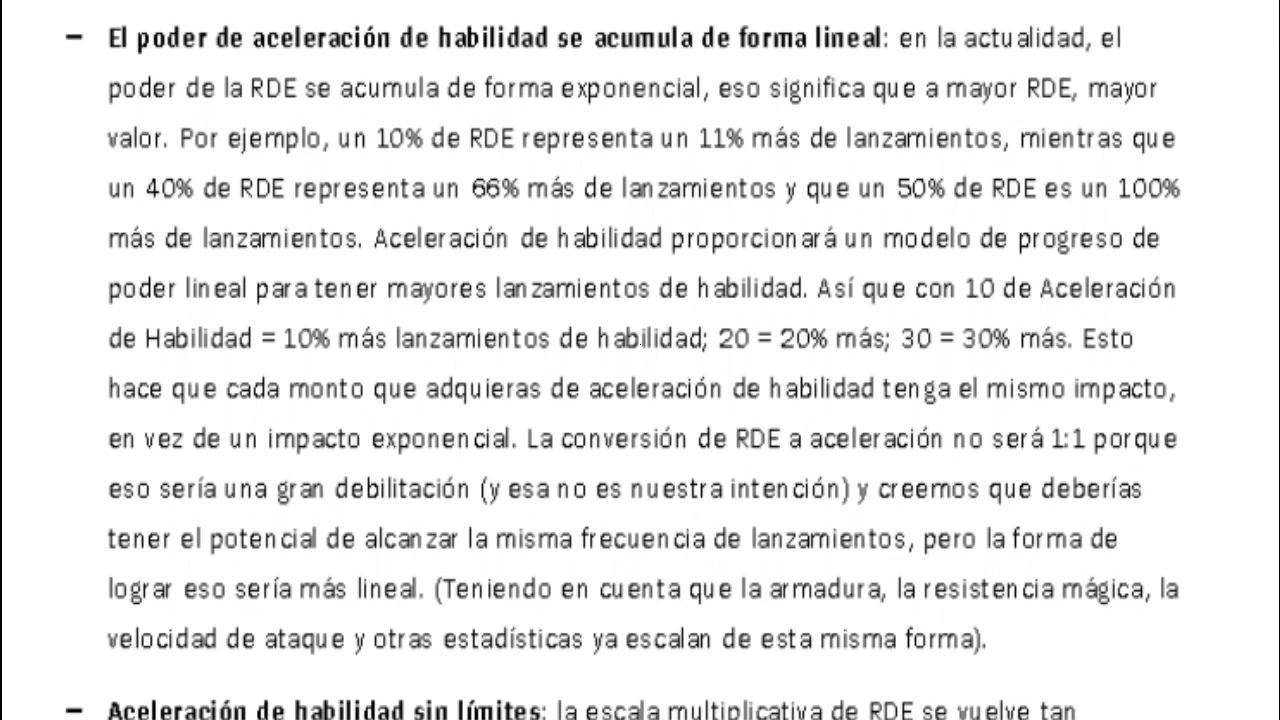 – El poder de aceleración de habilidad se acumula de forma lineal: en la actualidad, el
poder de la RDE se acumula de forma exponencial, eso significa que a mayor RDE, mayor
valor. Por ejemplo, un 10% de RDE representa un 11% más de lanzamientos, mientras que
un 40% de RDE representa un 66% más de lanzamientos y que un 50% de RDE es un 100%
más de lanzamientos. Aceleración de habilidad proporcionará un modelo de progreso de
poder lineal para tener mayores lanzamientos de habilidad. Así que con 10 de Aceleración
de Habilidad = 10% más lanzamientos de habilidad; 20 = 20% más; 30 = 30% más. Esto
hace que cada monto que adquieras de aceleración de habilidad tenga el mismo impacto,
en vez de un impacto exponencial. La conversión de RDE a aceleración no será 1:1 porque
eso sería una gran debilitación (y esa no es nuestra intención) y creemos que deberías
tener el potencial de alcanzar la misma frecuencia de lanzamientos, pero la forma de
lograr eso sería más lineal. (Teniendo en cuenta que la armadura, la resistencia mágica, la
velocidad de ataque y otras estadísticas ya escalan de esta misma forma).
– Aceleración de habilidad sin límites: la escala multiplicativa de RDE se vuelve tan